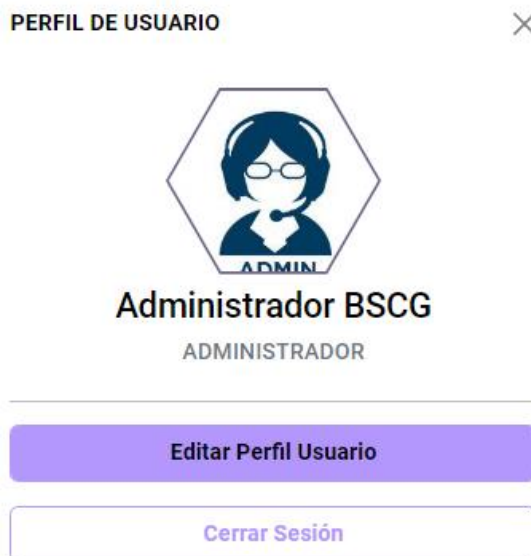 PERFIL DE USUARIO
ADMIN
Administrador BSCG
ADMINISTRADOR
Editar Perfil Usuario
Cerrar Sesión